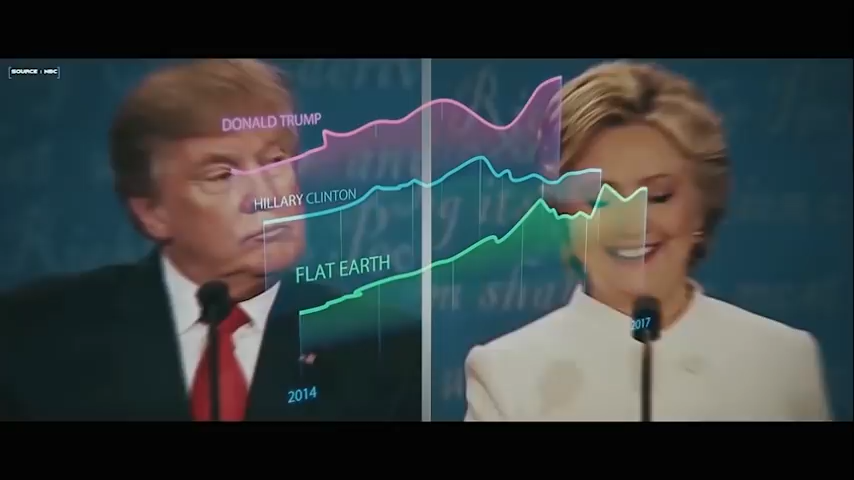 [SOURCE : NBC]
DONALD TRUMP
HILLARY CLINTON
FLAT EARTH
2017
2014